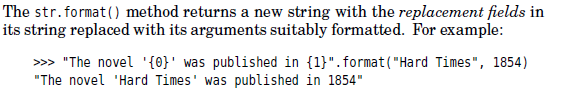 The str.format() method returns a new string with the replacement fields in
its string replaced with its arguments suitably formatted. For example:
>>> "The novel '{0}' was published in {1}".format("Hard Times", 1854)
"The novel 'Hard Times' was published in 1854"